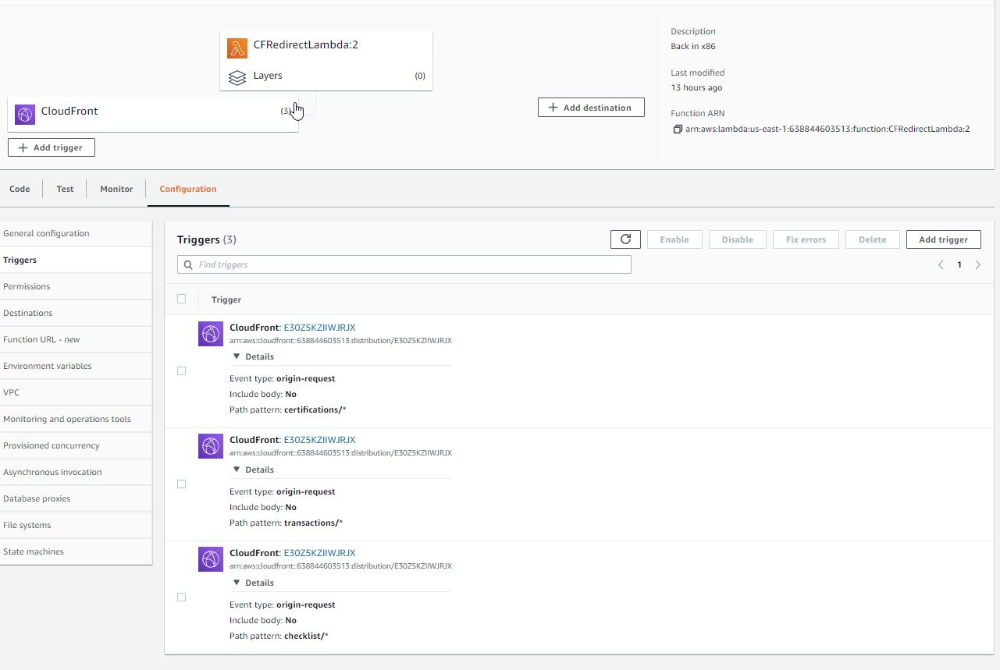 CFRedirectLambda:2
Layers
(0)
CloudFront
(3)
Add trigger
Add destination
Description
Back in x86
Last modified
13 hours ago
Function ARN
arn:aws:lambda:us-east-1:638844603513:function:CFRedirectLambda:2
Code
Test
Monitor
Configuration
General configuration
Triggers
Permissions
Destinations
Function URL - new
Environment variables
VPC
Monitoring and operations tools
Provisioned concurrency
Asynchronous invocation
Database proxies
File systems
State machines
Triggers (3)
Enable
Disable
Fix errors
Delete
Add trigger
Find triggers
1
Trigger
CloudFront: E30Z5KZIIWJRJX
arn:aws:cloudfront::638844603513:distribution/E30Z5KZIIWJRJX
Details
Event type: origin-request
Include body: No
Path pattern: certifications/*
CloudFront: E30Z5KZIIWJRJX
arn:aws:cloudfront::638844603513:distribution/E30Z5KZIIWJRJX
Details
Event type: origin-request
Include body: No
Path pattern: transactions/*
CloudFront: E30Z5KZIIWJRJX
arn:aws:cloudfront::638844603513:distribution/E30Z5KZIIWJRJX
Details
Event type: origin-request
Include body: No
Path pattern: checklist/*